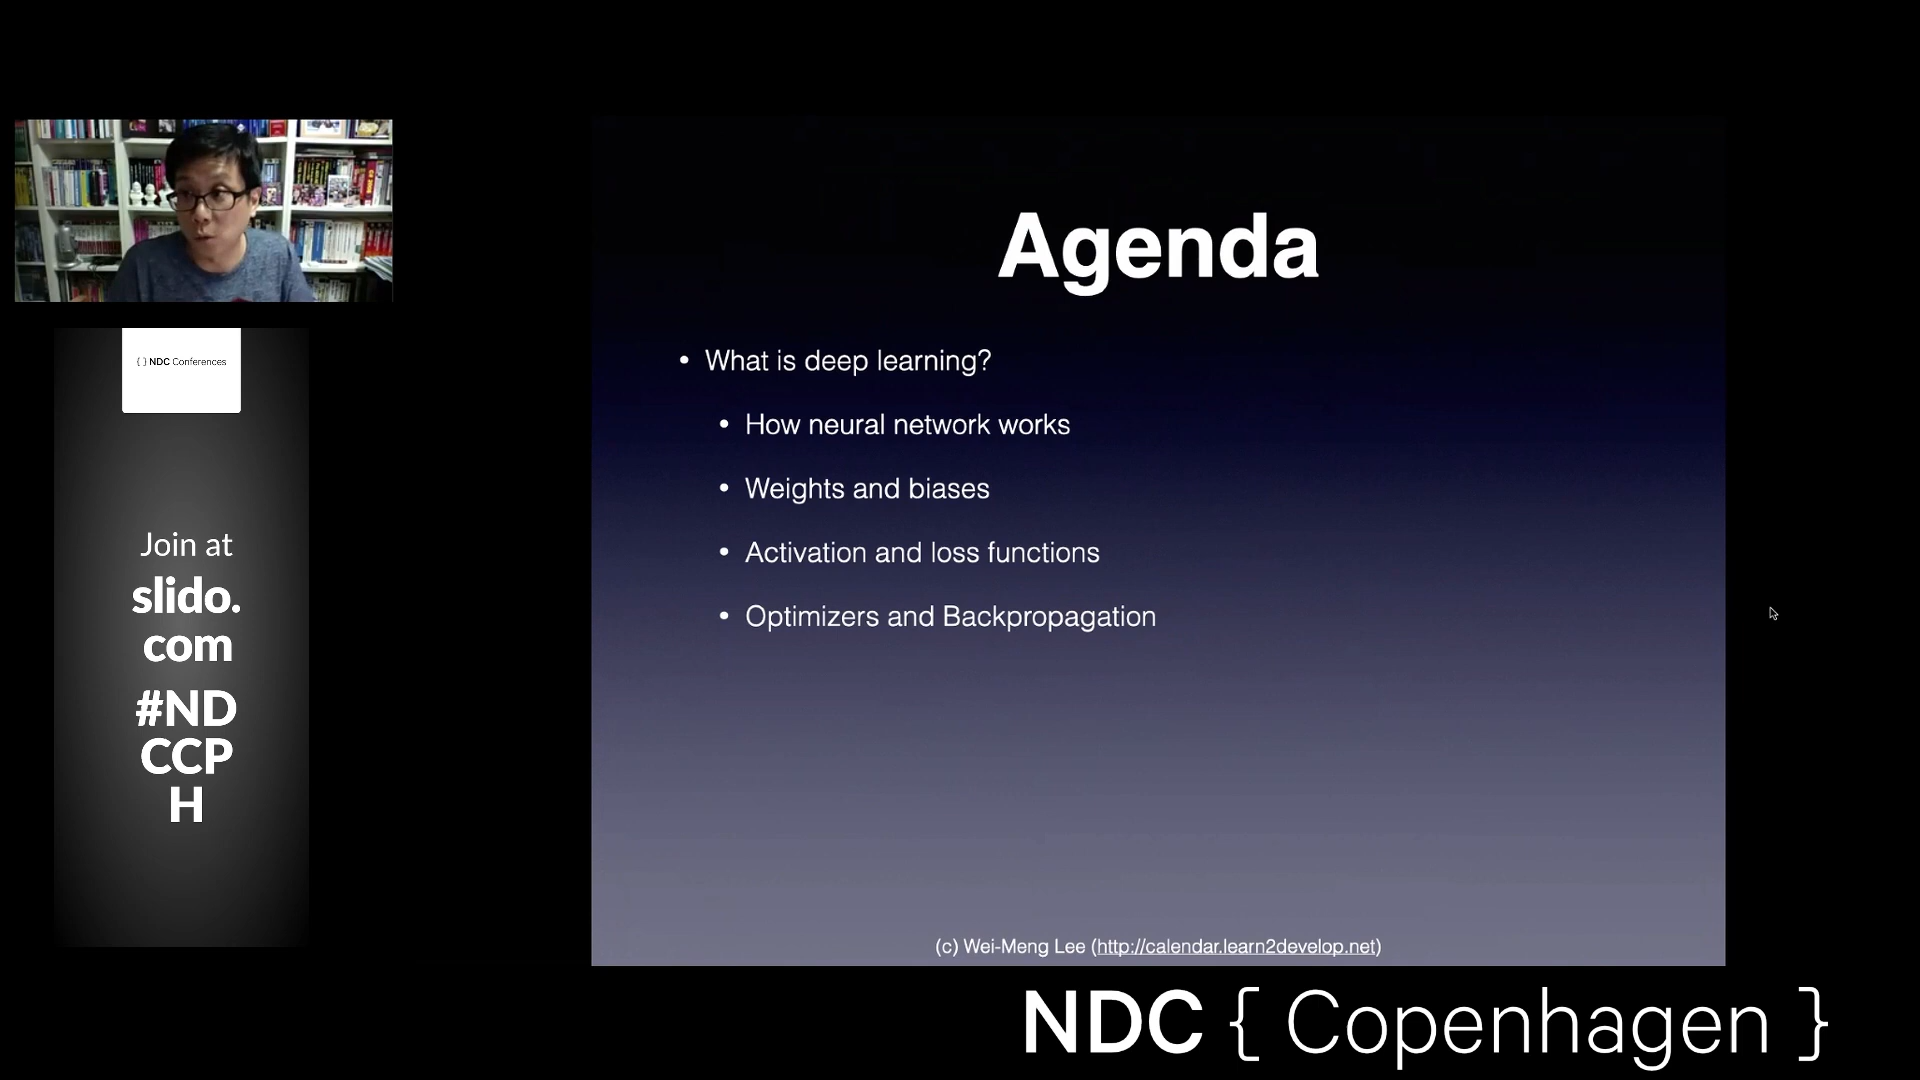 { } NDC Conferences
Join at
slido.
com
#ND
CCP
H
Agenda
• What is deep learning?
• How neural network works
• Weights and biases
• Activation and loss functions
• Optimizers and Backpropagation
(c) Wei-Meng Lee (http://calendar.learn2develop.net)
NDC { Copenhagen }